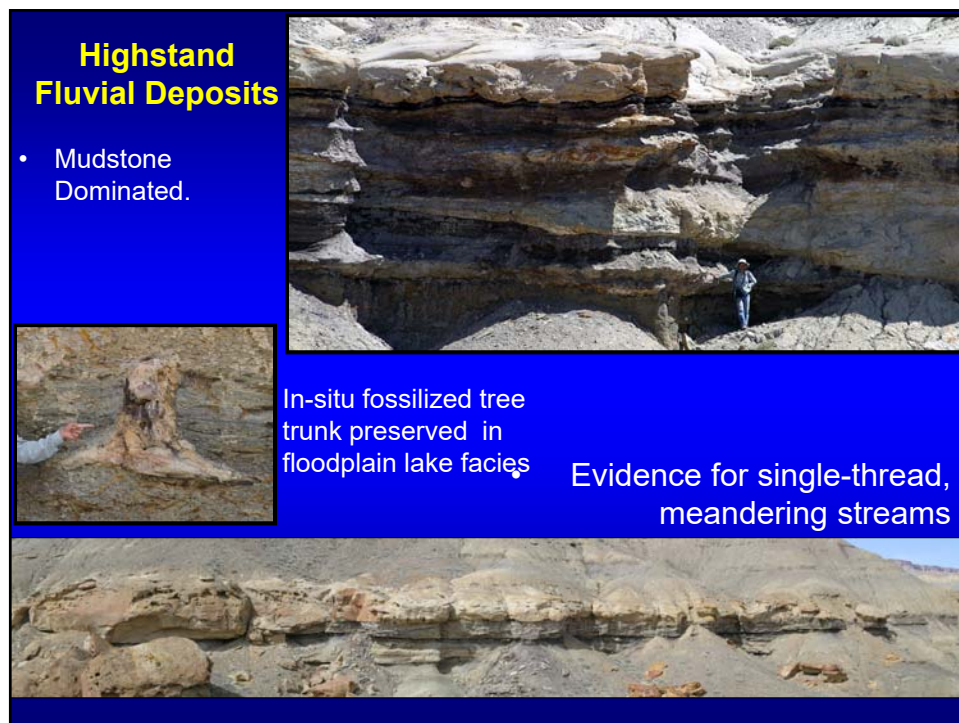 Highstand
Fluvial Deposits
• Mudstone
Dominated.
In-situ fossilized tree
trunk preserved in
floodplain lake facies
• Evidence for single-thread,
meandering streams